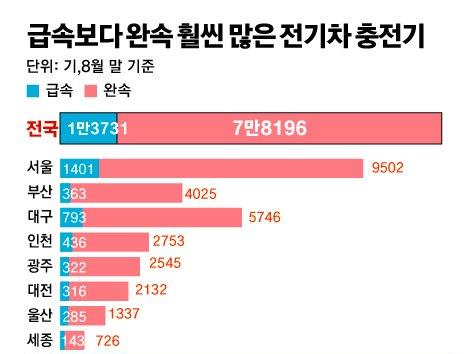 급속보다 완속 훨씬 많은 전기차 충전기
단위: 기,8월 말 기준
급속 완속
전국 1만3731 7만8196
서울 1401 9502
부산 363 4025
대구 793 5746
인천 436 2753
광주 322 2545
대전 316 2132
울산 285 1337
세종 143 726